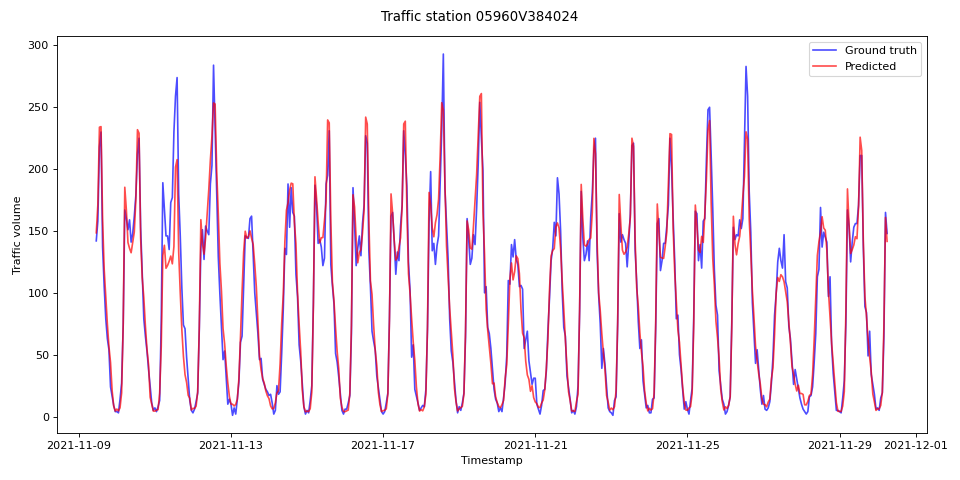 Traffic station 05960V384024
Ground truth
Predicted
Traffic volume
300
250
200
150
100
50
0
2021-11-09
2021-11-13
2021-11-17
2021-11-21
2021-11-25
2021-11-29
2021-12-01
Timestamp